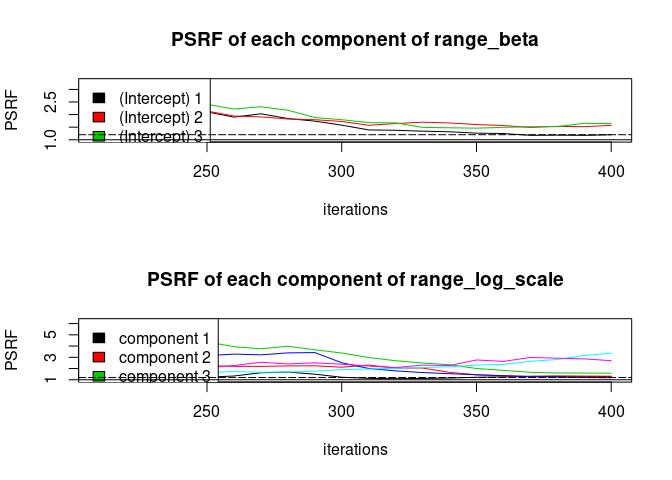 PSRF of each component of range_beta
PSRF
2.5
1.0
(Intercept) 1
(Intercept) 2
(Intercept) 3
250 300 350 400
iterations
PSRF of each component of range_log_scale
PSRF
5
3
1
component 1
component 2
component 3
250 300 350 400
iterations